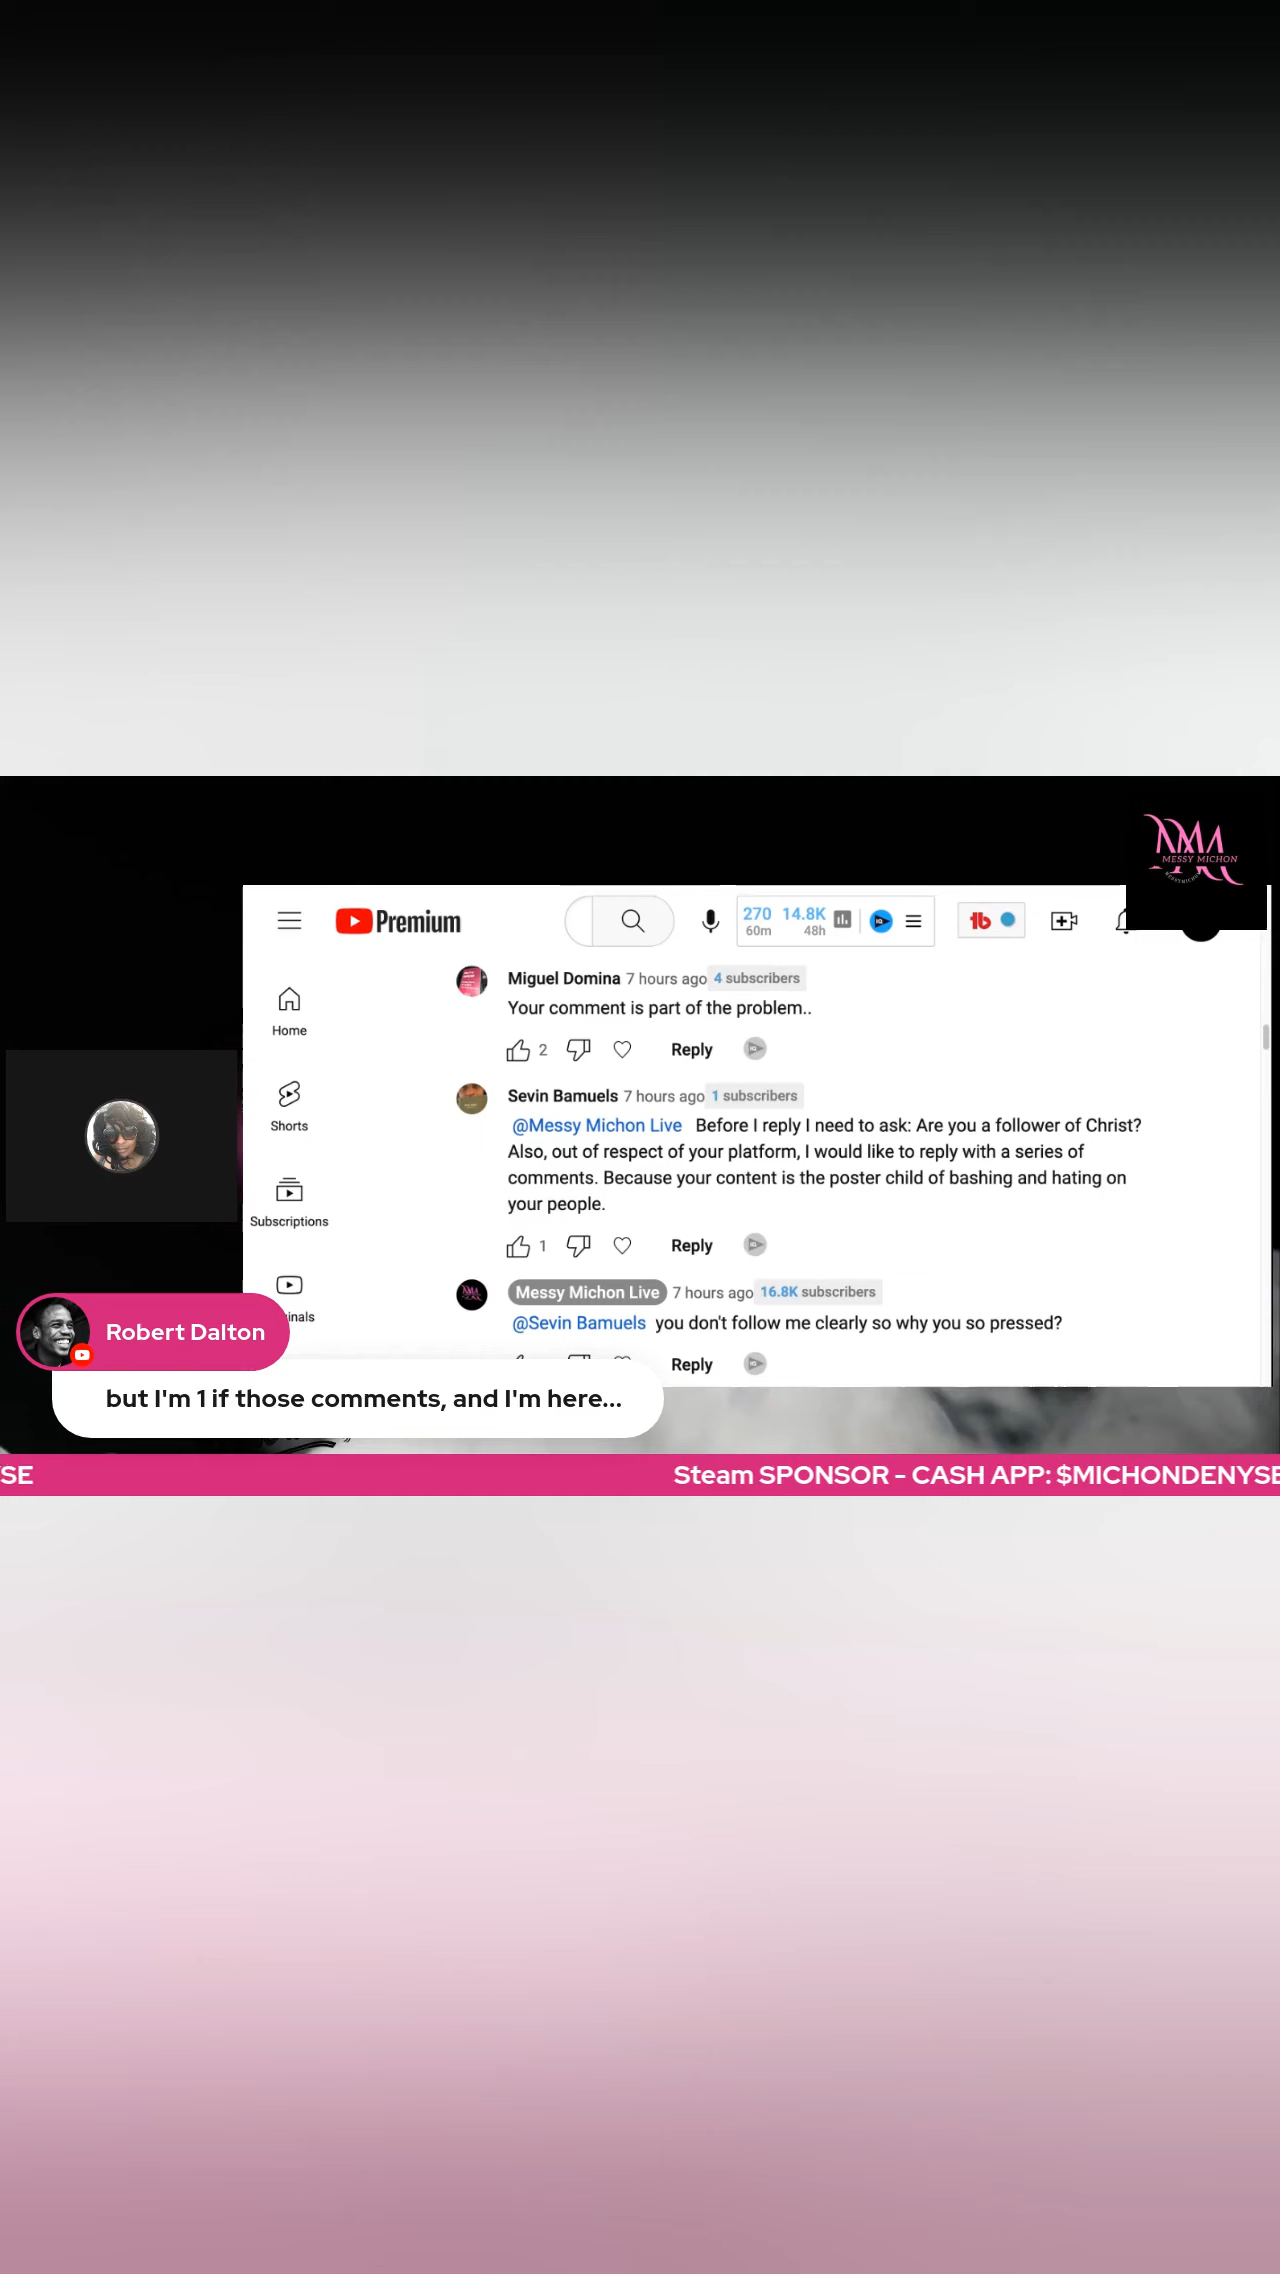 MESSY MICHON
Premium
270 14.8K
60m 48h
Home
Shorts
Subscriptions
Miguel Domina 7 hours ago 4 subscribers
Your comment is part of the problem..
2 Reply
Sevin Bamuels 7 hours ago 1 subscribers
@Messy Michon Live Before I reply I need to ask: Are you a follower of Christ?
Also, out of respect of your platform, I would like to reply with a series of
comments. Because your content is the poster child of bashing and hating on
your people.
1 Reply
Messy Michon Live 7 hours ago 16.8K subscribers
@Sevin Bamuels you don't follow me clearly so why you so pressed?
Reply
Robert Dalton
but I'm 1 if those comments, and I'm here...
Steam SPONSOR - CASH APP: $MICHONDENYSE